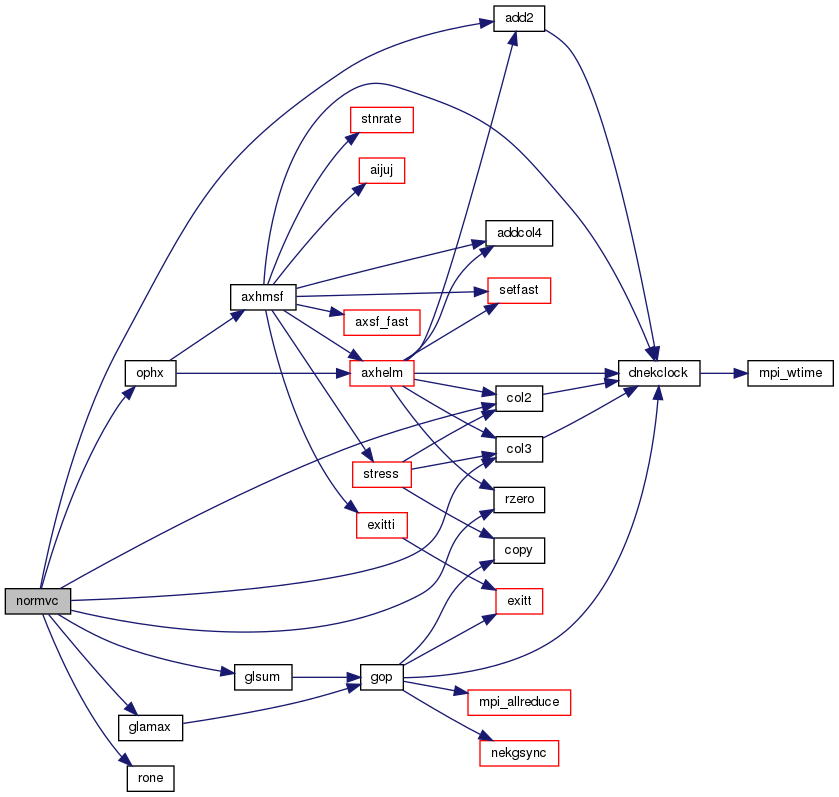 add2
stnrate
aijuj
addcol4
setfast
axhmsf
axsf_fast
ophx
axhelm
dnekclock
mpi_wtime
col2
col3
stress
rzero
exitti
copy
normvc
exitt
glsum
gop
mpi_allreduce
glamax
nekgsync
rone